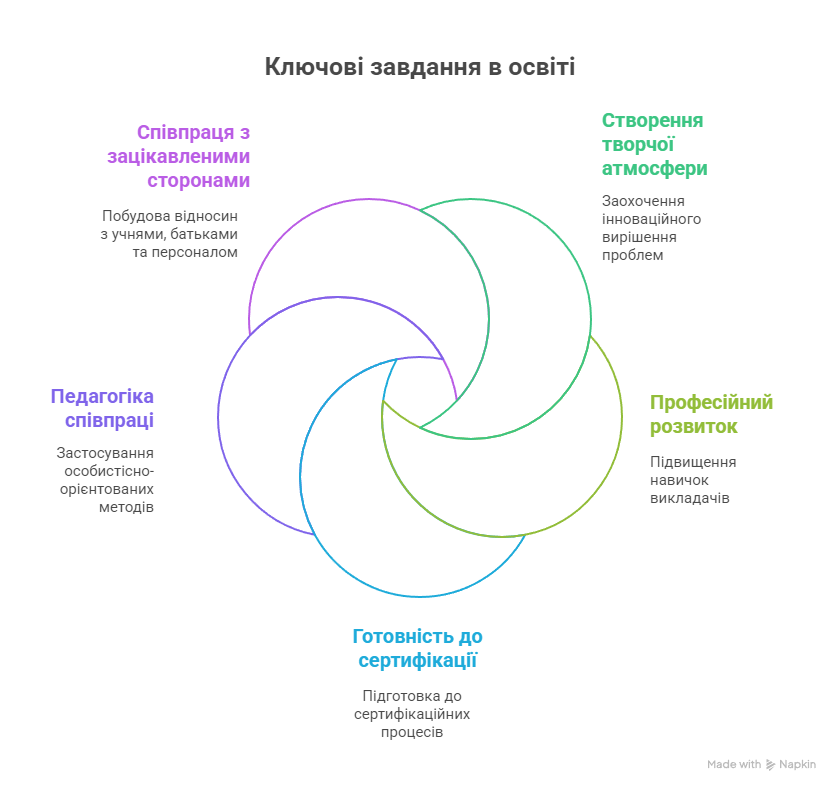 Ключові завдання в освіті
Співпраця з
зацікавленими
сторонами
Побудова відносин
з учнями, батьками
та персоналом
Створення
творчої
атмосфери
Заохочення
інноваційного
вирішення
проблем
Педагогіка
співпраці
Застосування
особистісно-
орієнтованих
методів
Професійний
розвиток
Підвищення
навичок
викладачів
Готовність до
сертифікації
Підготовка до
сертифікаційних
процесів
Made with Napkin